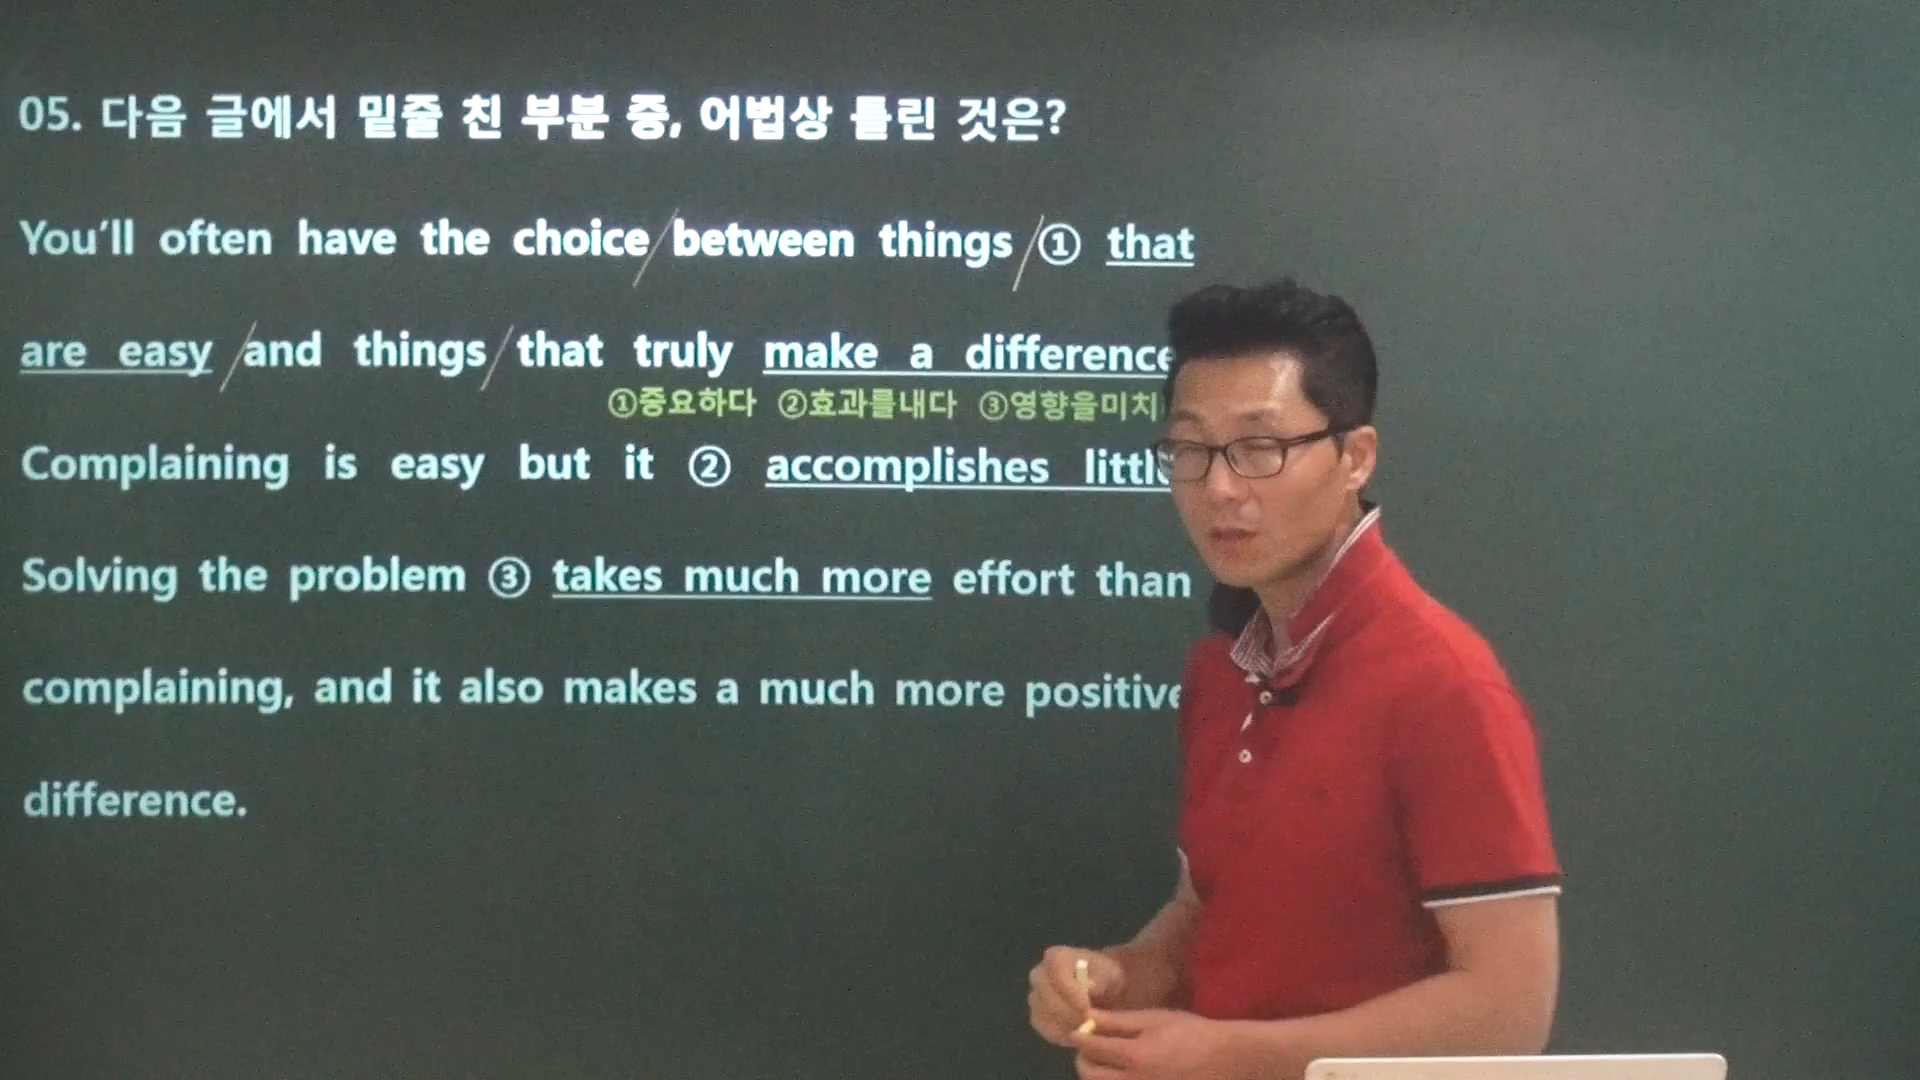 05. 다음 글에서 밑줄 친 부분 중, 어법상 틀린 것은?
You'll often have the choice between things ① that
are easy and things that truly make a difference
①중요하다 ②효과를내다 ③영향을미치
Complaining is easy but it ② accomplishes little
Solving the problem ③ takes much more effort than
complaining, and it also makes a much more positive
difference.